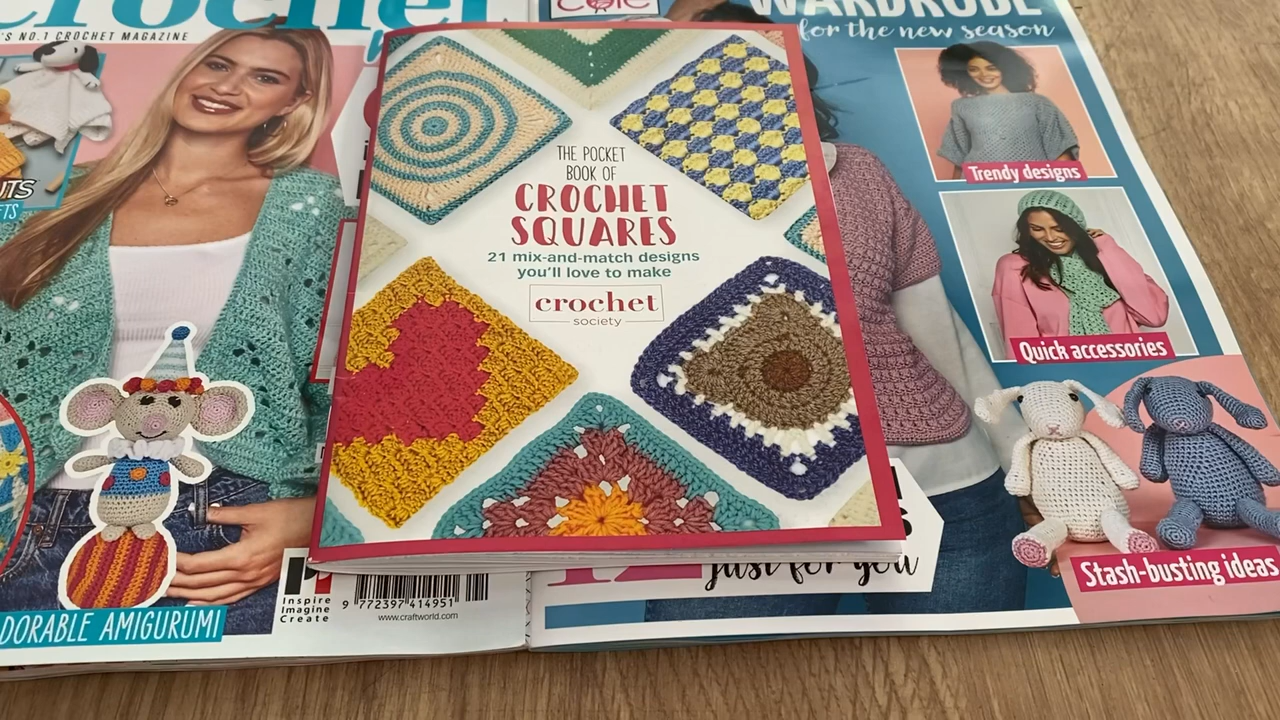 crochet
'S NO.1 CROCHET MAGAZINE
UTS
DORABLE AMIGURUMI
Inspire
Imagine
Create
9 772397 414951
www.craftworld.com
THE POCKET
BOOK OF
CROCHET
SQUARES
21 mix-and-match designs
you'll love to make
crochet
society
WARDROBE
for the new season
Trendy designs
Quick accessories
Stash-busting ideas
just for you